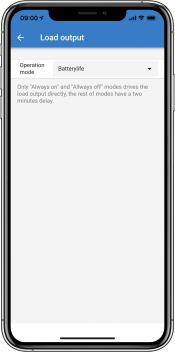 09:00
Load output
Operation mode
Batterylife
Only "Always on" and "Allways off" modes drives the
load output directly, the rest of modes have a two
minutes delay.